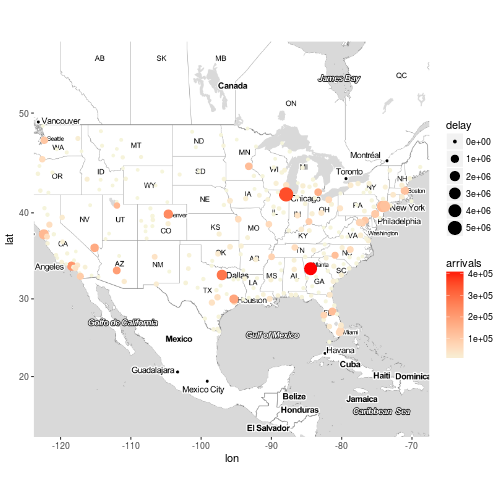 AB
SK
MB
Canada
James Bay
QC
ON
50
Vancouver
Seattle
WA
MT
ND
MN
Montréal
Toronto
OR
ID
WY
SD
WI
MI
NY
NH
Boston
IA
Chicago
NE
PA
New York
40
NV
UT
Denver
IL
IN
OH
Philadelphia
CA
CO
KS
MO
KY
Washington
lat
Angeles
AZ
NM
OK
AR
TN
NC
Atlanta
SC
Dallas
LA
MS
AL
GA
TX
30
Houston
FL
Golfo de California
Gulf of Mexico
Miami
Mexico
Havana
Cuba
Guadalajara
20
Mexico City
Haiti
Dominica
Belize
Jamaica
Honduras
Caribbean Sea
El Salvador
-120
-110
-100
-90
-80
-70
lon
delay
0e+00
1e+06
2e+06
3e+06
4e+06
5e+06
arrivals
4e+05
3e+05
2e+05
1e+05